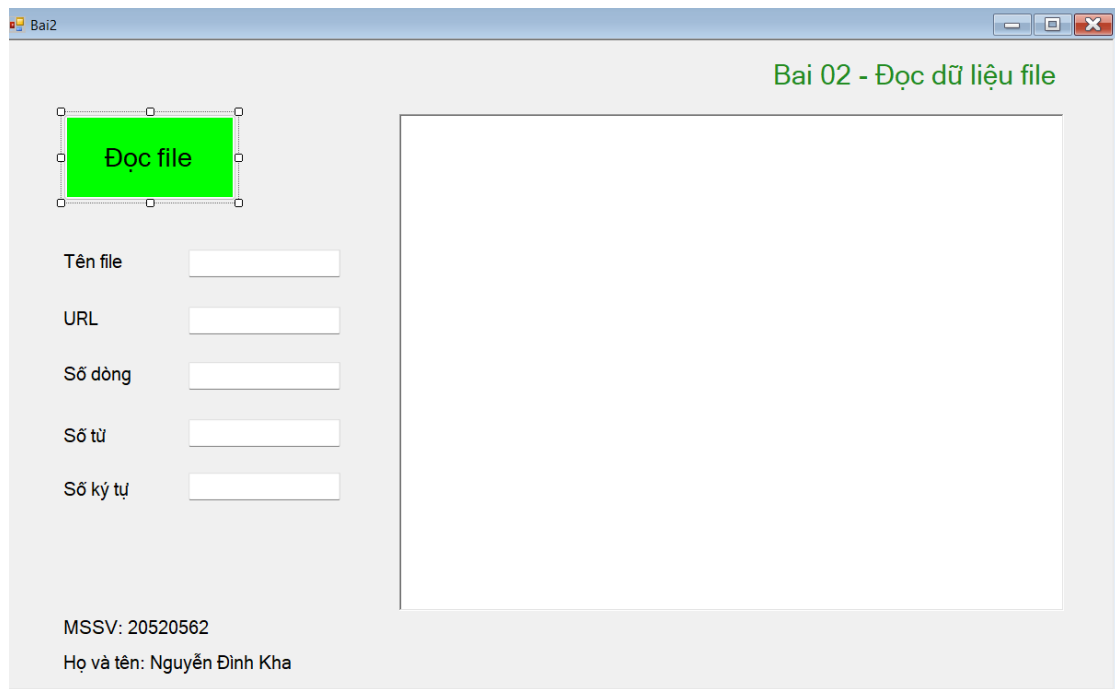 Bai2
Bai 02 - Đọc dữ liệu file
Đọc file
Tên file
URL
Số dòng
Số từ
Số ký tự
MSSV: 20520562
Họ và tên: Nguyễn Đình Kha